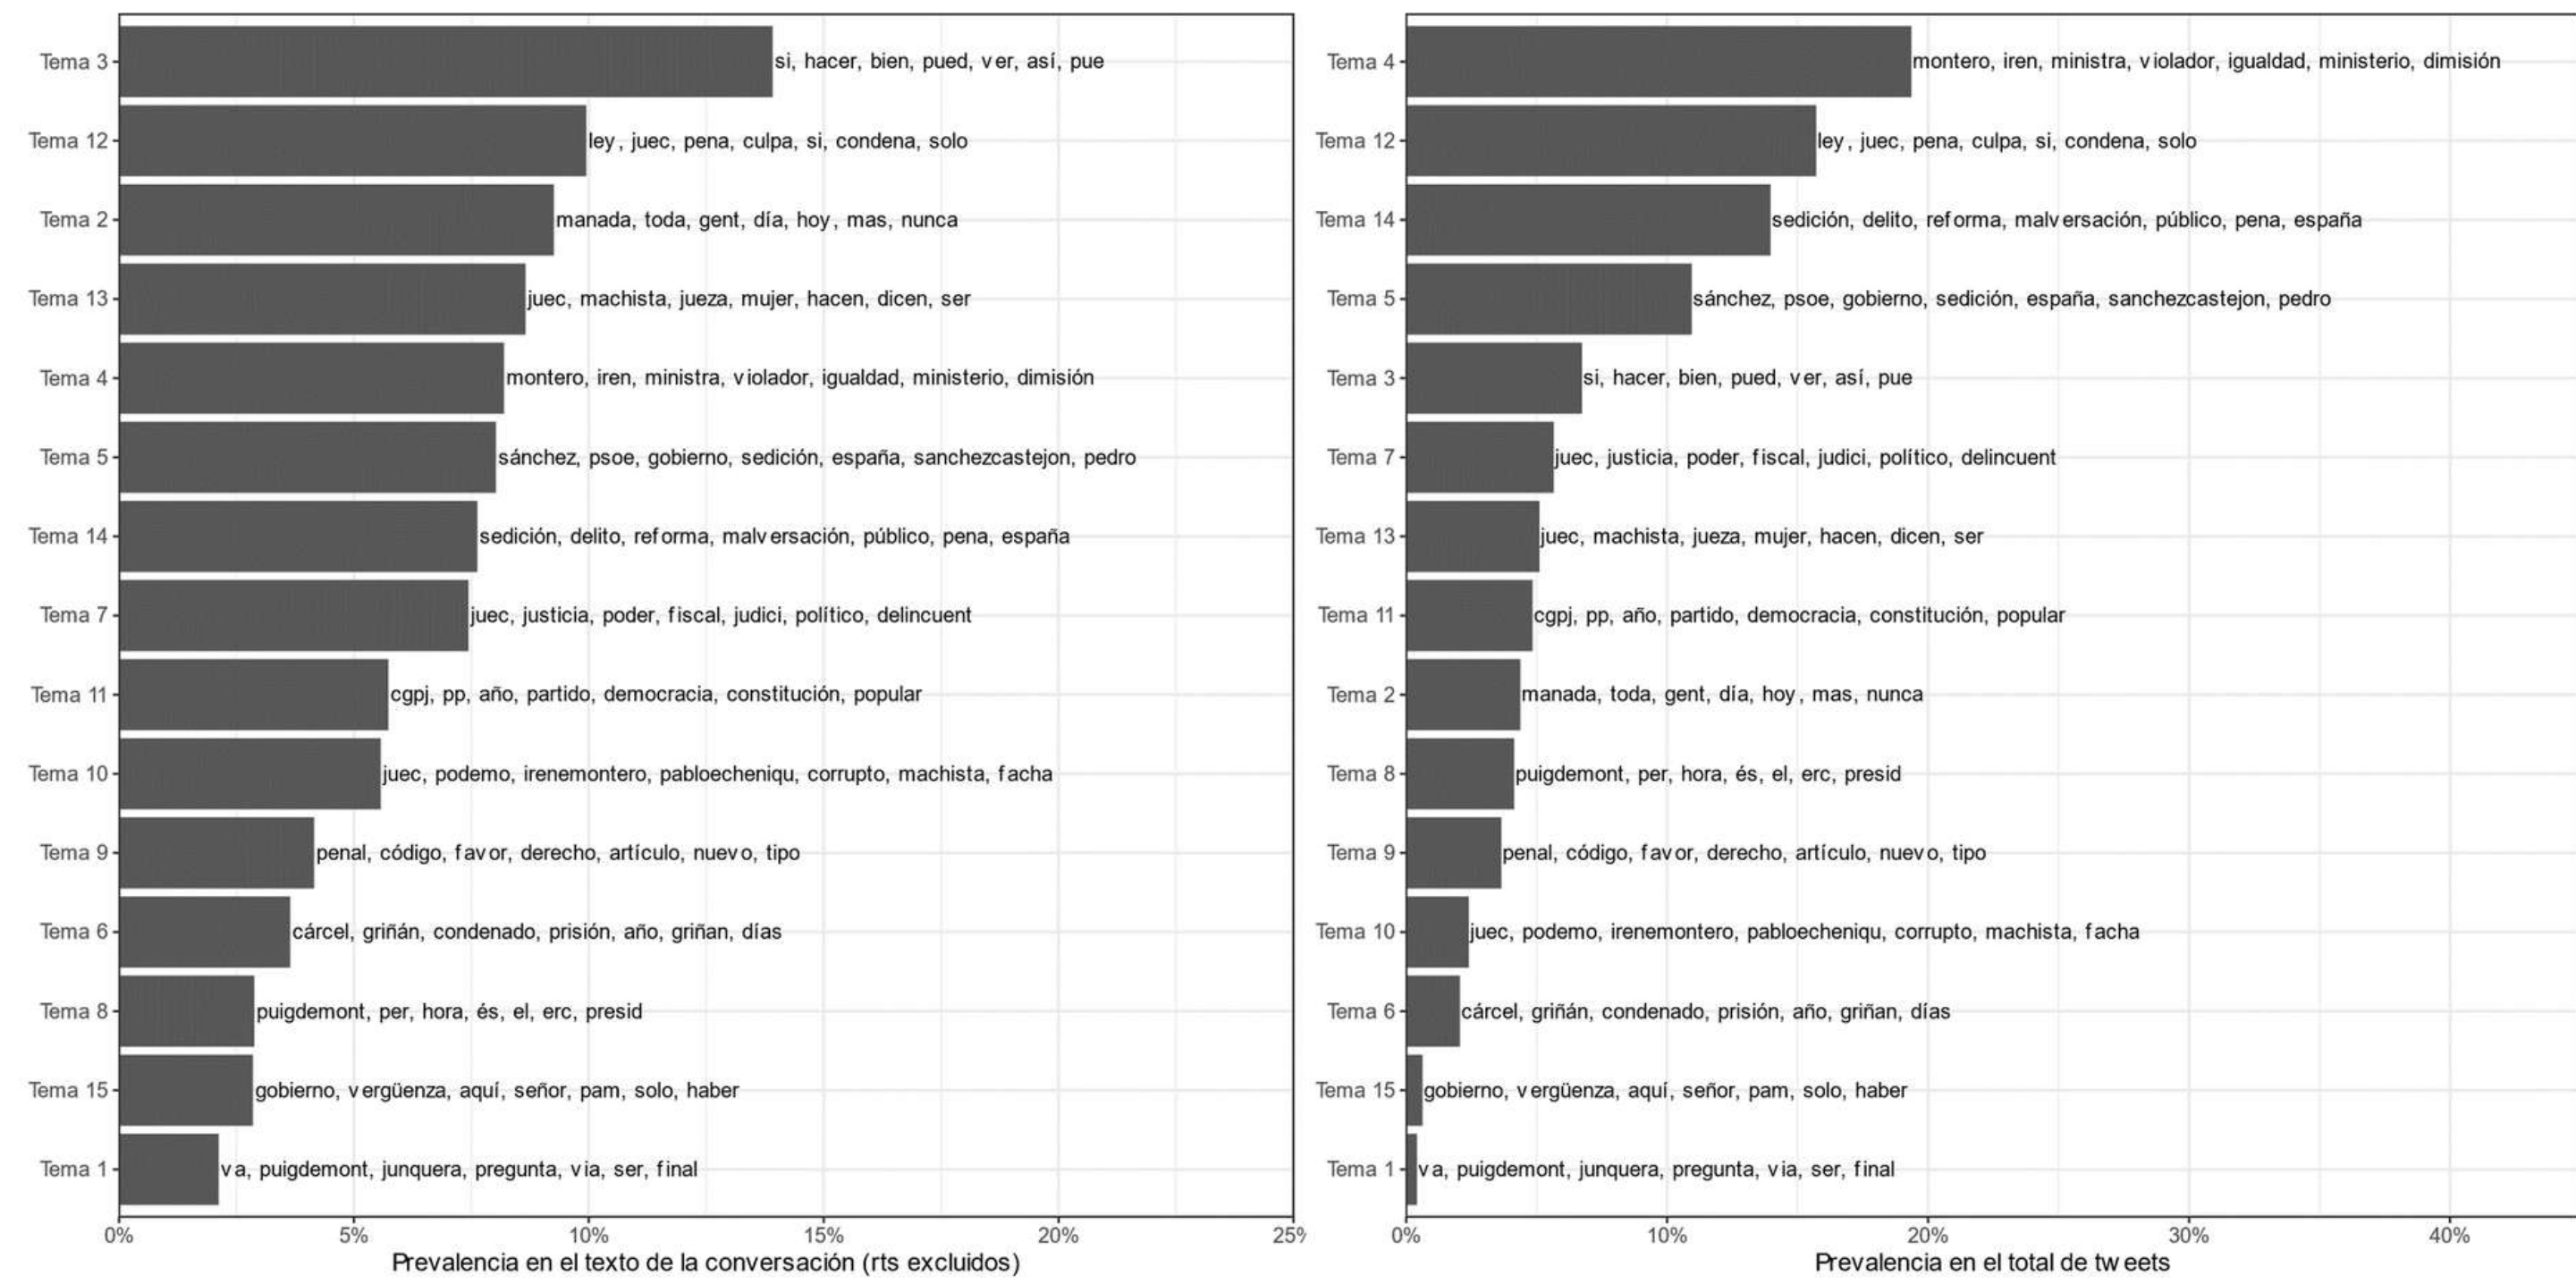 Tema 3 si, hacer, bien, pued, ver, así, pue
Tema 12 ley, juec, pena, culpa, si, condena, solo
Tema 2 manada, toda, gent, día, hoy, mas, nunca
Tema 13 juec, machista, jueza, mujer, hacen, dicen, ser
Tema 4 montero, iren, ministra, violador, igualdad, ministerio, dimisión
Tema 5 sánchez, psoe, gobierno, sedición, españa, sanchezcastejon, pedro
Tema 14 sedición, delito, reforma, malversación, público, pena, españa
Tema 7 juec, justicia, poder, fiscal, judici, político, delincuent
Tema 11 cgpj, pp, año, partido, democracia, constitución, popular
Tema 10 juec, podemo, irenemontero, pabloecheniqu, corrupto, machista, facha
Tema 9 penal, código, favor, derecho, artículo, nuevo, tipo
Tema 6 cárcel, griñán, condenado, prisión, año, griñan, días
Tema 8 puigdemont, per, hora, és, el, erc, presid
Tema 15 gobierno, vergüenza, aquí, señor, pam, solo, haber
Tema 1 va, puigdemont, junquera, pregunta, via, ser, final
0% 5% 10% 15% 20% 25%
Prevalencia en el texto de la conversación (rts excluidos)
Tema 4 montero, iren, ministra, violador, igualdad, ministerio, dimisión
Tema 12 ley, juec, pena, culpa, si, condena, solo
Tema 14 sedición, delito, reforma, malversación, público, pena, españa
Tema 5 sánchez, psoe, gobierno, sedición, españa, sanchezcastejon, pedro
Tema 3 si, hacer, bien, pued, ver, así, pue
Tema 7 juec, justicia, poder, fiscal, judici, político, delincuent
Tema 13 juec, machista, jueza, mujer, hacen, dicen, ser
Tema 11 cgpj, pp, año, partido, democracia, constitución, popular
Tema 2 manada, toda, gent, día, hoy, mas, nunca
Tema 8 puigdemont, per, hora, és, el, erc, presid
Tema 9 penal, código, favor, derecho, artículo, nuevo, tipo
Tema 10 juec, podemo, irenemontero, pabloecheniqu, corrupto, machista, facha
Tema 6 cárcel, griñán, condenado, prisión, año, griñan, días
Tema 15 gobierno, vergüenza, aquí, señor, pam, solo, haber
Tema 1 va, puigdemont, junquera, pregunta, via, ser, final
0% 10% 20% 30% 40%
Prevalencia en el total de tweets